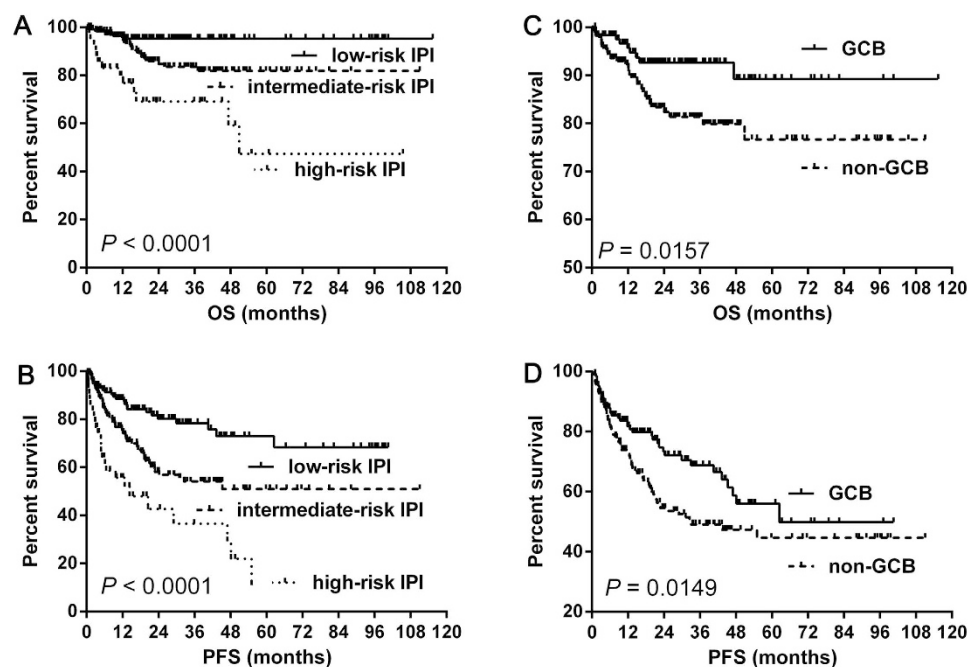 A
Percent survival
100
80
60
40
20
0
low-risk IPI
intermediate-risk IPI
high-risk IPI
P < 0.0001
0 12 24 36 48 60 72 84 96 108 120
OS (months)
C
Percent survival
100
90
80
70
60
50
GCB
non-GCB
P = 0.0157
0 12 24 36 48 60 72 84 96 108 120
OS (months)
B
Percent survival
100
80
60
40
20
0
low-risk IPI
intermediate-risk IPI
high-risk IPI
P < 0.0001
0 12 24 36 48 60 72 84 96 108 120
PFS (months)
D
Percent survival
100
80
60
40
20
GCB
non-GCB
P = 0.0149
0 12 24 36 48 60 72 84 96 108 120
PFS (months)